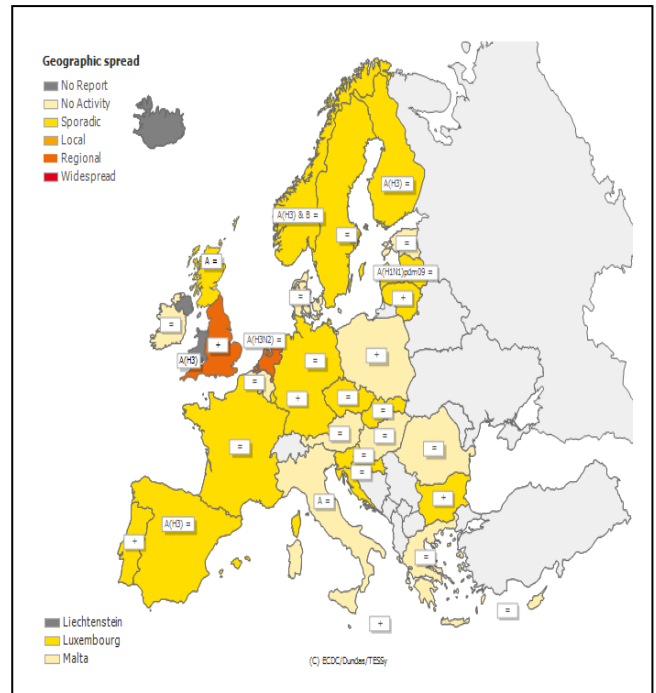 Geographic spread
No Report
No Activity
Sporadic
Local
Regional
Widespread
A(H3) =
A(H3) & B =
=
=
A =
A(H1N1)pdm09 =
=
+
=
A(H3N2) =
+
+
A(H3)
=
=
+
=
=
=
=
=
=
=
A =
A(H3) =
+
+
=
=
+
Liechtenstein
Luxembourg
Malta
(C) ECDC/Dundas/TESSy